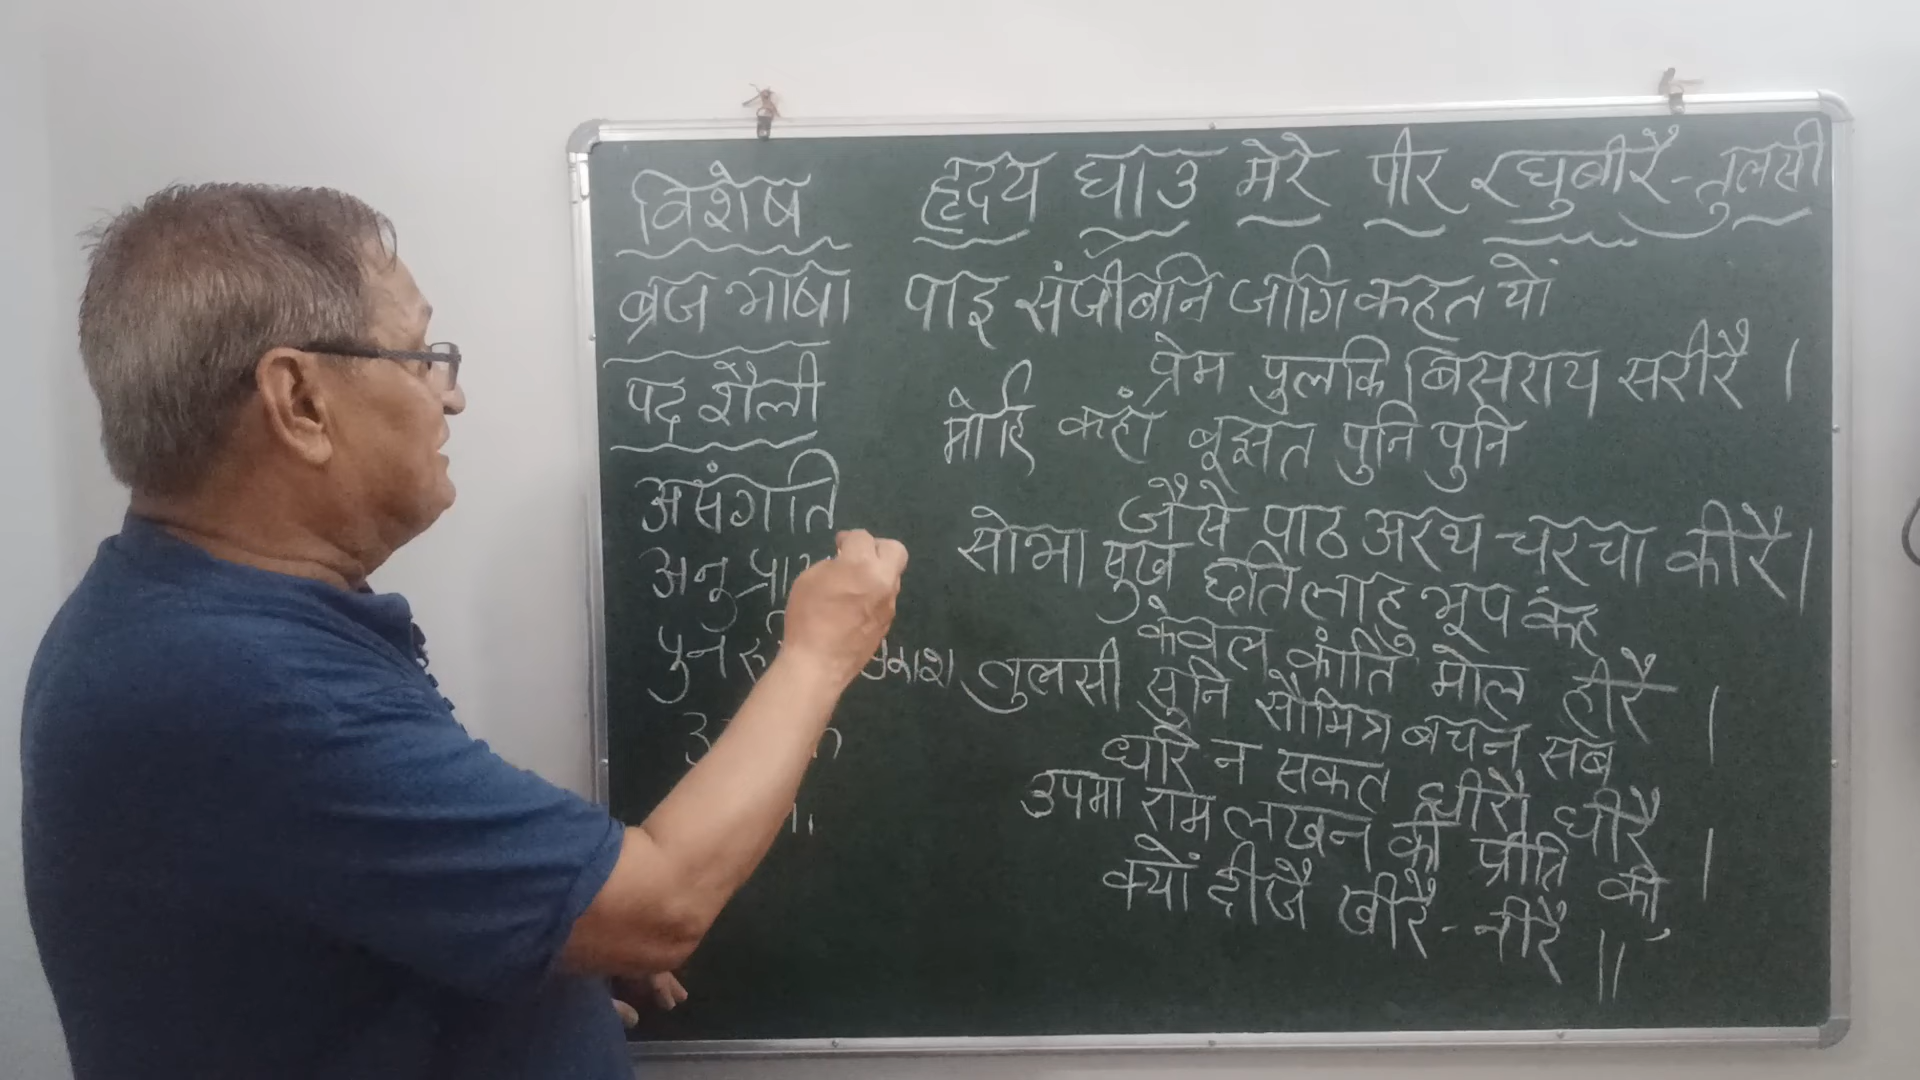 विशेष
ब्रज भाषा
पद शैली
असंगति
अनुप्रा
पुन
हृदय घाउ मेरे पीर रघुबीरै - तुलसी
पाइ संजीवनि जागि कहत यों
प्रेम पुलकि बिसराय सरीरै ।
मोहि कहां बूझत पुनि पुनि
जैसे पाठ अरथ चरचा कीरै ।
सोभा सुख छति लाहु भूप कंह
केवल कांति मोल हीरै ।
तुलसी सुनि सौमित्र बचन सब
धरि न सकत धीरौ धीरै ।
उपमा राम लखन की प्रीति की
क्यों दीजै खीरै - नीरै ॥